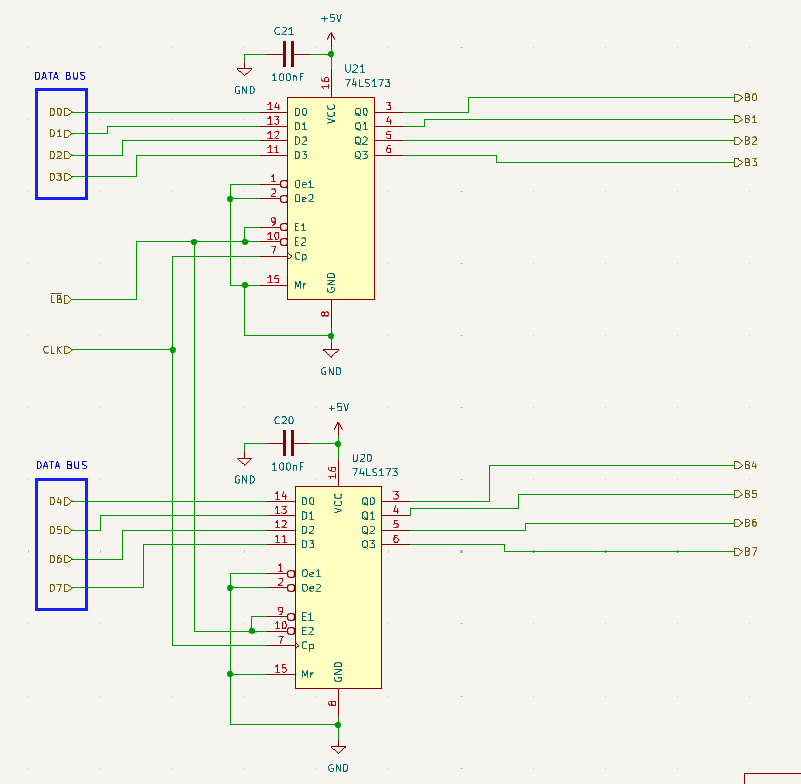 +5V
C21
100nF
GND
U21
74LS173
DATA BUS
D0
D1
D2
D3
16
VCC
14 D0 Q0 3
13 D1 Q1 4
12 D2 Q2 5
11 D3 Q3 6
1 Oe1
2 Oe2
9 E1
10 E2
7 Cp
15 Mr
GND
8
GND
B0
B1
B2
B3
LB
CLK
+5V
C20
100nF
GND
U20
74LS173
DATA BUS
D4
D5
D6
D7
16
VCC
14 D0 Q0 3
13 D1 Q1 4
12 D2 Q2 5
11 D3 Q3 6
1 Oe1
2 Oe2
9 E1
10 E2
7 Cp
15 Mr
GND
8
GND
B4
B5
B6
B7